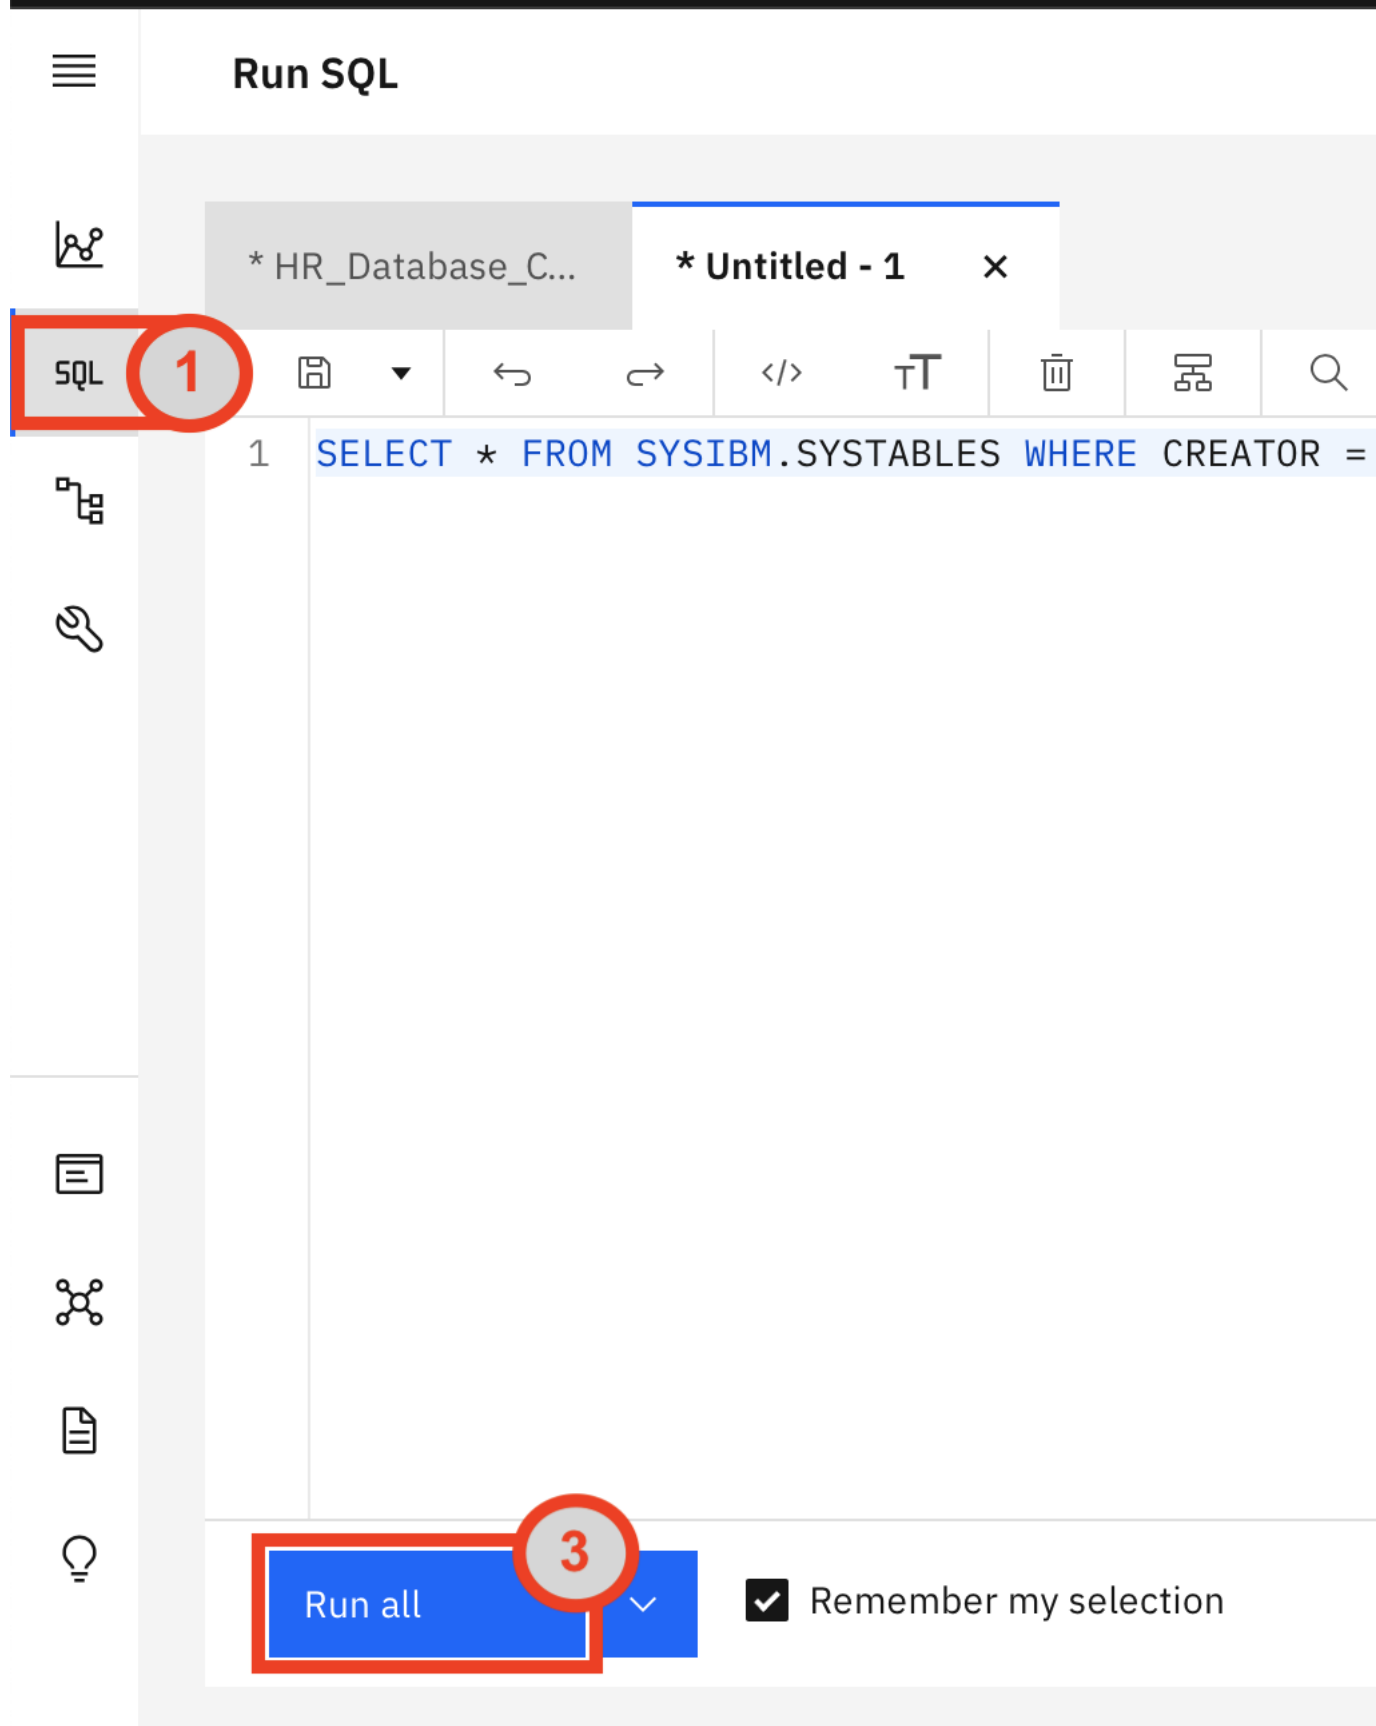 Run SQL
* HR_Database_C...
* Untitled - 1
SQL
1
</>
TT
1
SELECT * FROM SYSIBM.SYSTABLES WHERE CREATOR =
3
Run all
Remember my selection